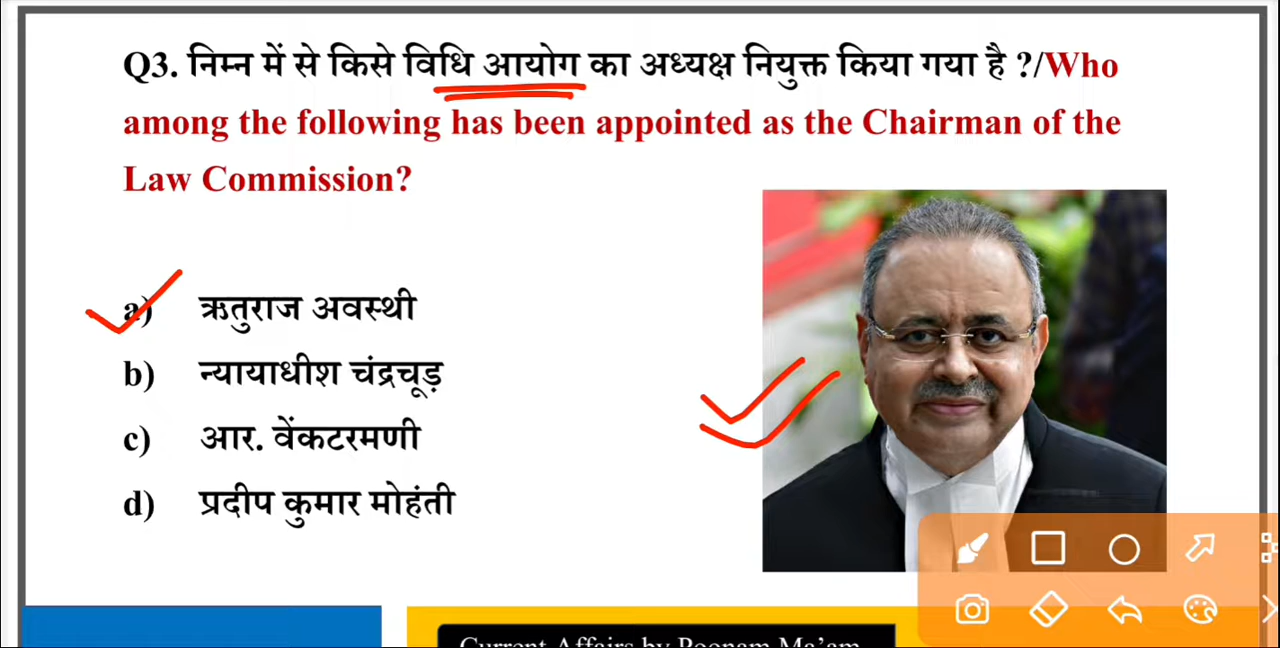 Q3. निम्न में से किसे विधि आयोग का अध्यक्ष नियुक्त किया गया है ?/Who
among the following has been appointed as the Chairman of the
Law Commission?
a) ऋतुराज अवस्थी
b) न्यायाधीश चंद्रचूड़
c) आर. वेंकटरमणी
d) प्रदीप कुमार मोहंती
Current Affairs by Poonam Ma'am